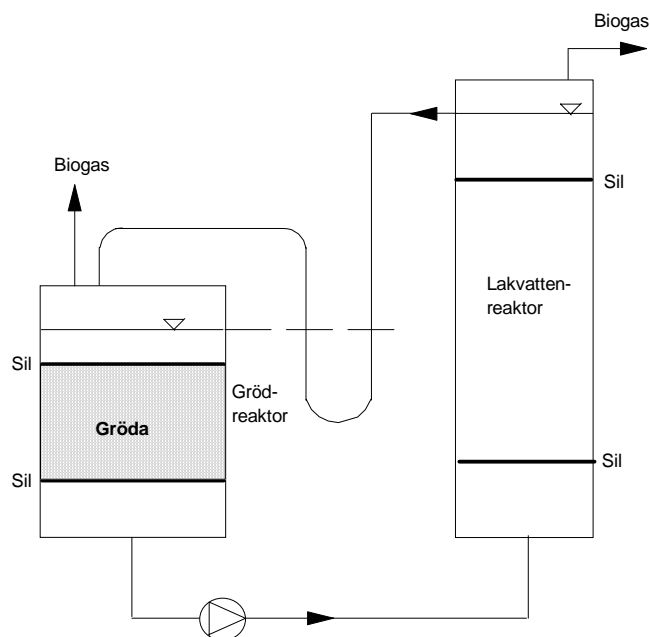 Biogas
Biogas
Sil
Lakvatten-
reaktor
Sil
Gröd-
reaktor
Gröda
Sil
Sil